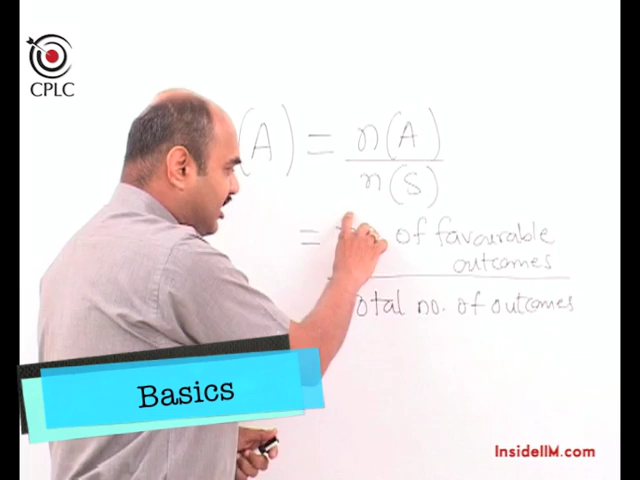 CPLC
(A) = n(A)
n(S)
= of favourable
outcomes
otal no. of outcomes
Basics
InsideIIM.com